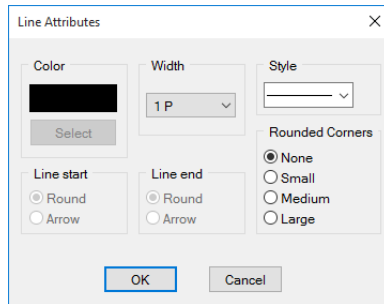 Line Attributes
Color
Width
Style
1 P
Select
Rounded Corners
None
Small
Medium
Large
Line start
Line end
Round
Round
Arrow
Arrow
OK
Cancel